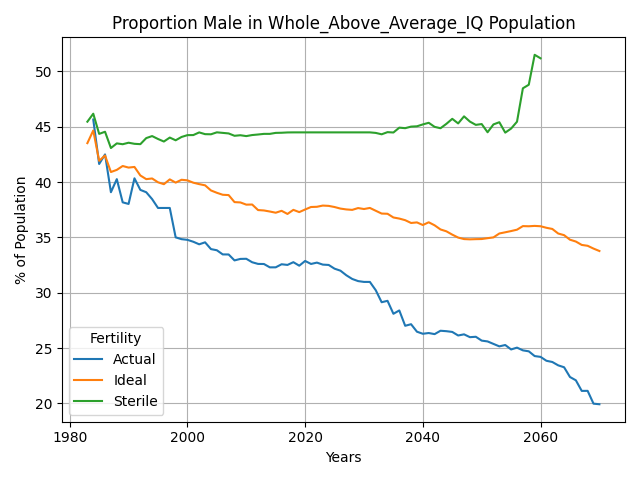 Proportion Male in Whole_Above_Average_IQ Population
% of Population
50
45
40
35
30
25
20
Fertility
Actual
Ideal
Sterile
1980 2000 2020 2040 2060
Years